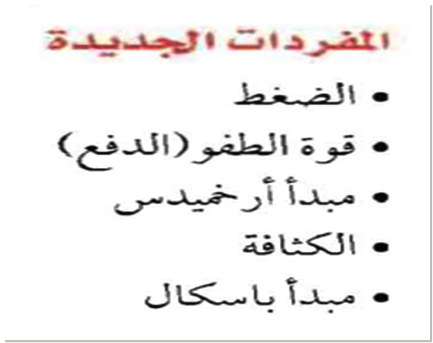 المفردات الجديدة
• الضغط
• قوة الطفو (الدفع)
• مبدأ أرخميدس
• الكثافة
• مبدأ باسكال